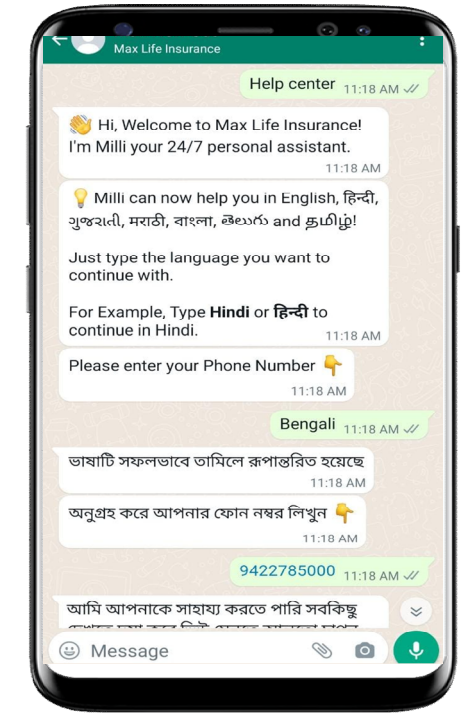 Max Life Insurance
Help center 11:18 AM
👋 Hi, Welcome to Max Life Insurance!
I'm Milli your 24/7 personal assistant.
11:18 AM
💡 Milli can now help you in English, हिन्दी,
ગુજરાતી, मराठी, বাংলা, తెలుగు and தமிழ்!
Just type the language you want to
continue with.
For Example, Type Hindi or हिन्दी to
continue in Hindi.
11:18 AM
Please enter your Phone Number 👇
11:18 AM
Bengali 11:18 AM
ভাষাটি সফলভাবে তামিলে রূপান্তরিত হয়েছে
11:18 AM
অনুগ্রহ করে আপনার ফোন নম্বর লিখুন 👇
11:18 AM
9422785000 11:18 AM
আমি আপনাকে সাহায্য করতে পারি সবকিছু
Message